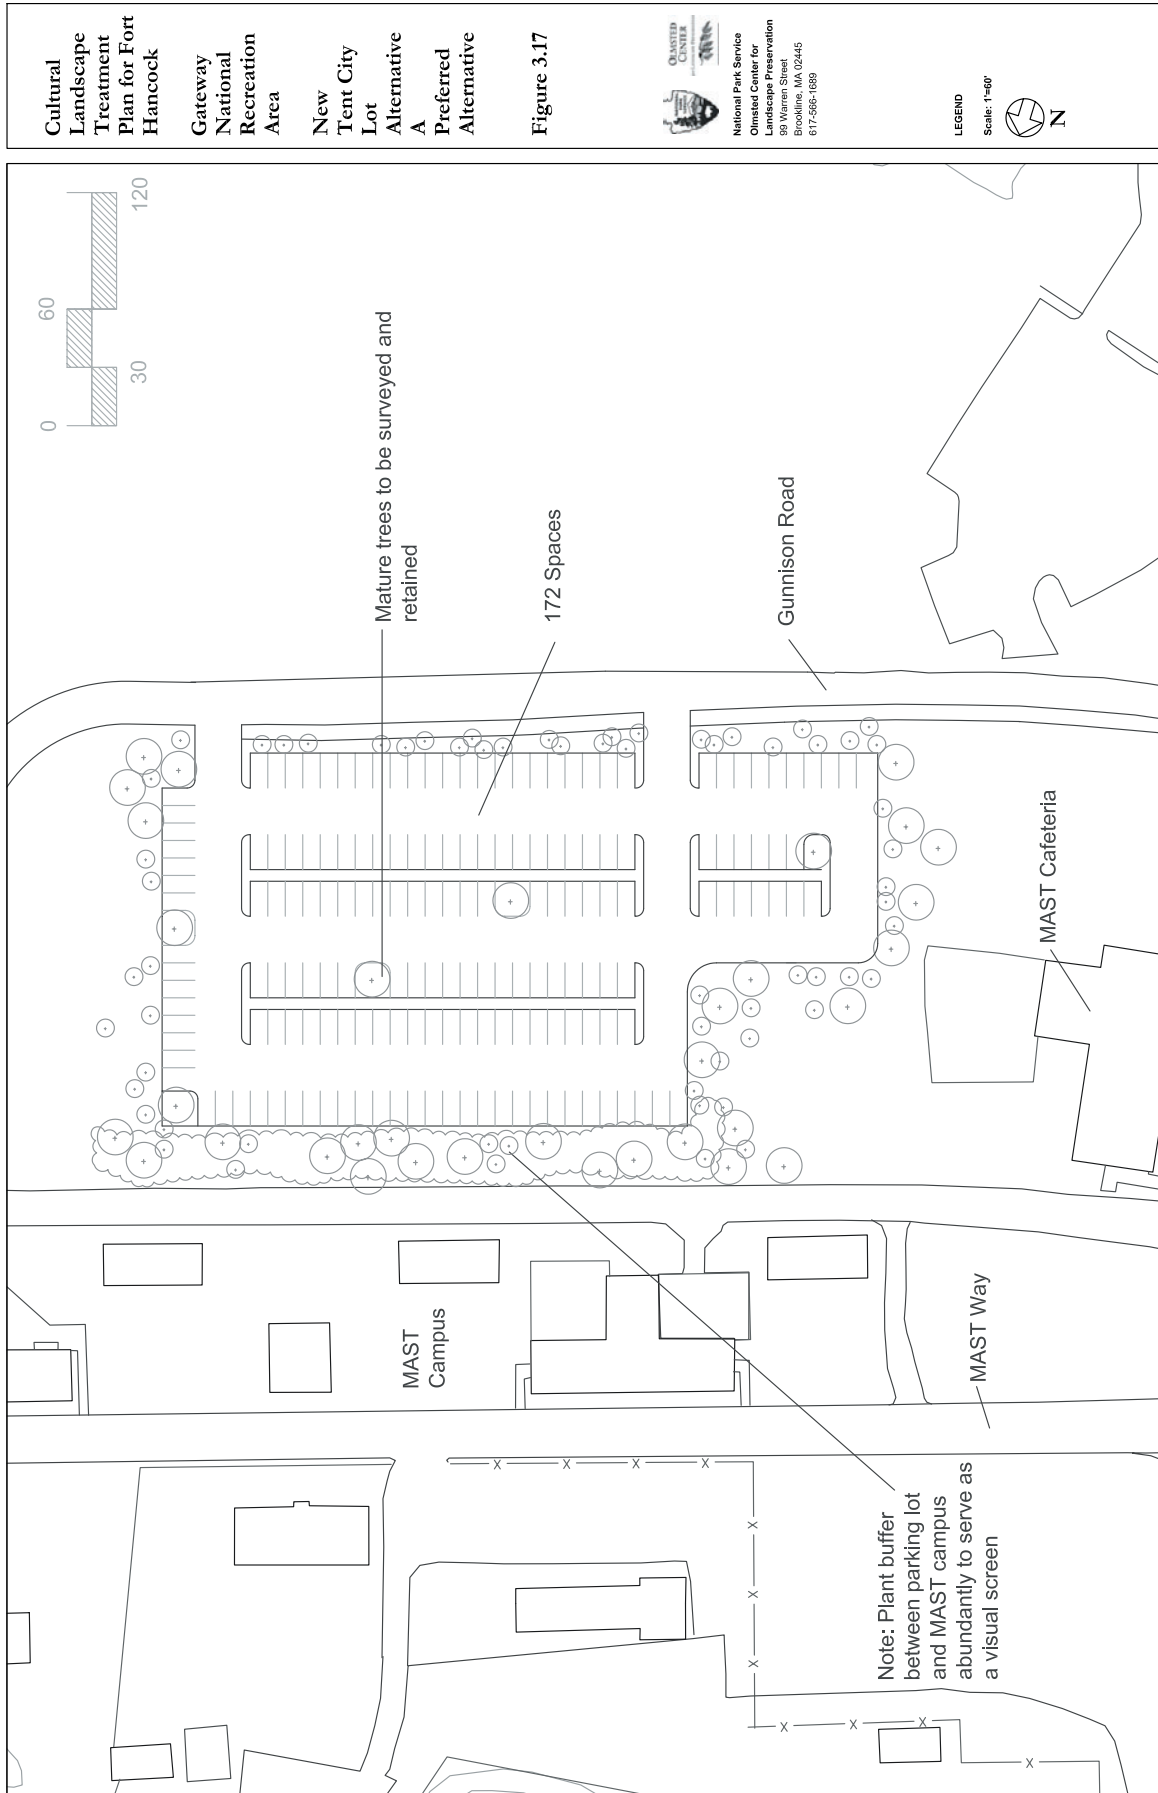 Cultural
Landscape
Treatment
Plan for Fort
Hancock
Gateway
National
Recreation
Area
New
Tent City
Lot
Alternative
A
Preferred
Alternative
Figure 3.17
OLMSTED
CENTER
National Park Service
Olmsted Center for
Landscape Preservation
99 Warren Street
Brookline, MA 02445
617-566-1689
LEGEND
Scale: 1"=60'
N
0
30
60
120
Mature trees to be surveyed and
retained
172 Spaces
Gunnison Road
MAST Cafeteria
MAST
Campus
MAST Way
Note: Plant buffer
between parking lot
and MAST campus
abundantly to serve as
a visual screen